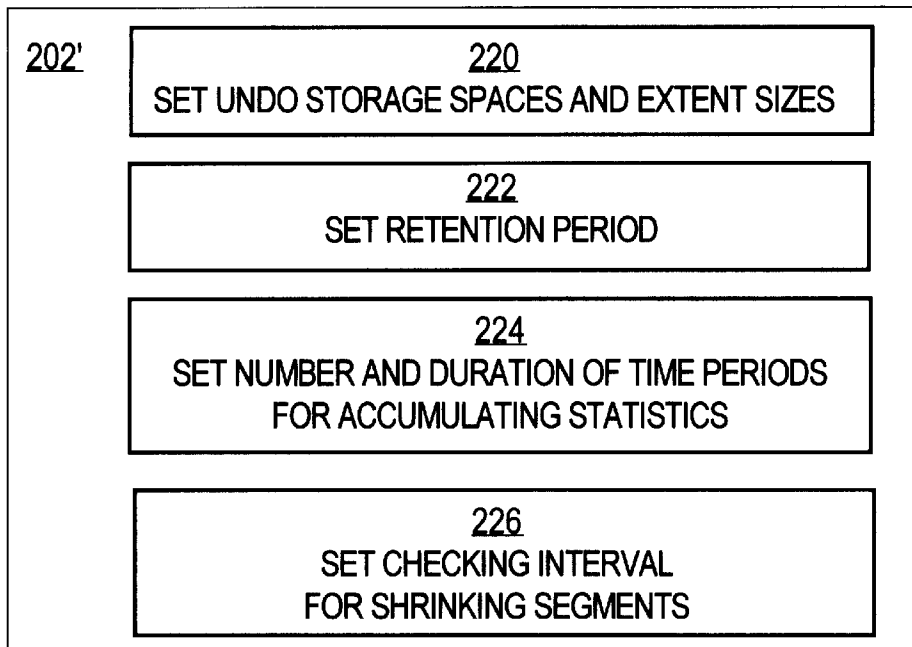 202'
220
SET UNDO STORAGE SPACES AND EXTENT SIZES
222
SET RETENTION PERIOD
224
SET NUMBER AND DURATION OF TIME PERIODS
FOR ACCUMULATING STATISTICS
226
SET CHECKING INTERVAL
FOR SHRINKING SEGMENTS